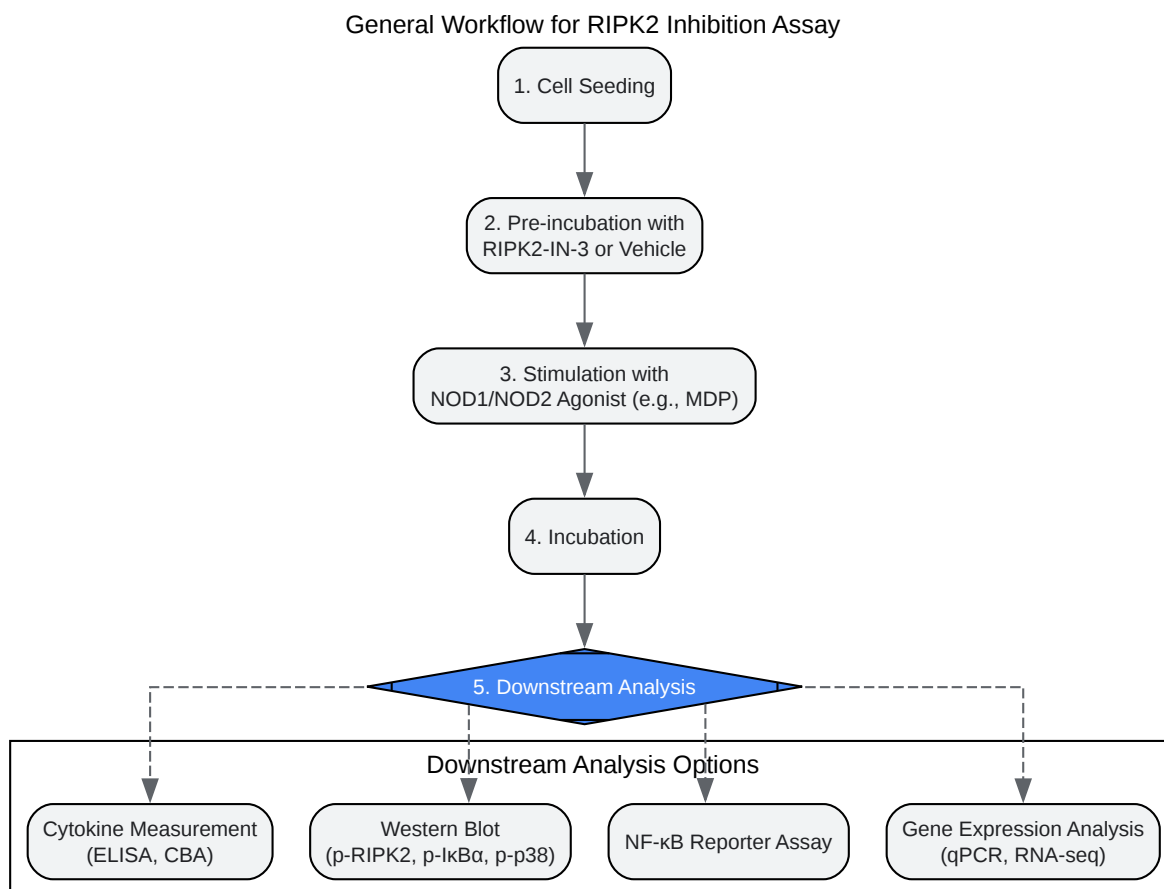 General Workflow for RIPK2 Inhibition Assay
1. Cell Seeding
2. Pre-incubation with
RIPK2-IN-3 or Vehicle
3. Stimulation with
NOD1/NOD2 Agonist (e.g., MDP)
4. Incubation
5. Downstream Analysis
Downstream Analysis Options
Cytokine Measurement
(ELISA, CBA)
Western Blot
(p-RIPK2, p-IκBα, p-p38)
NF-κB Reporter Assay
Gene Expression Analysis
(qPCR, RNA-seq)